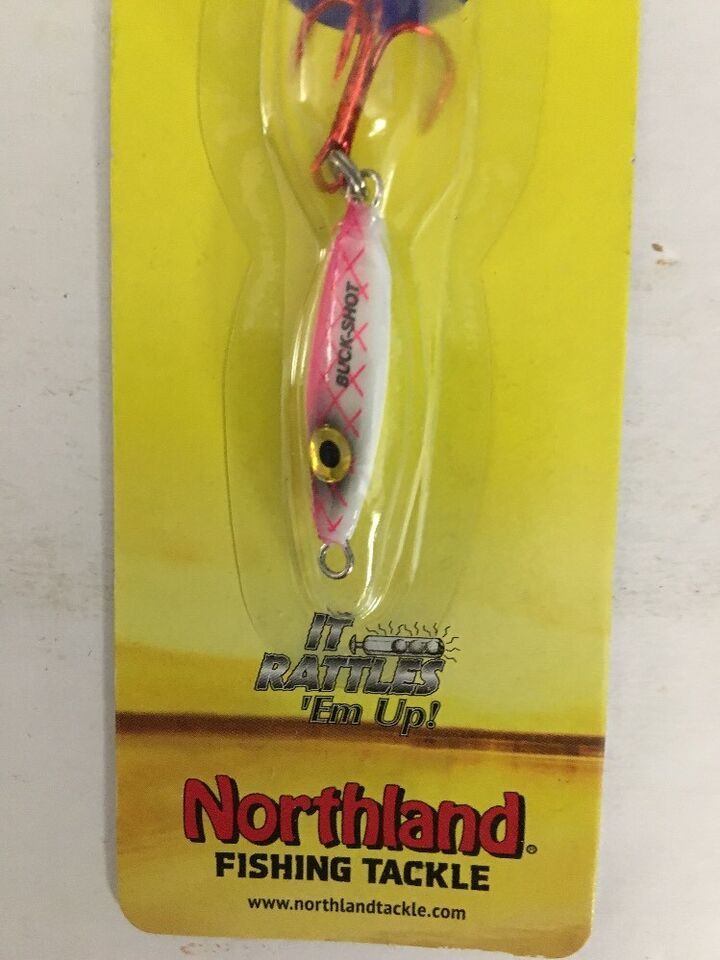 BUCK-SHOT
IT
RATTLES
'Em Up!
Northland®
FISHING TACKLE
www.northlandtackle.com